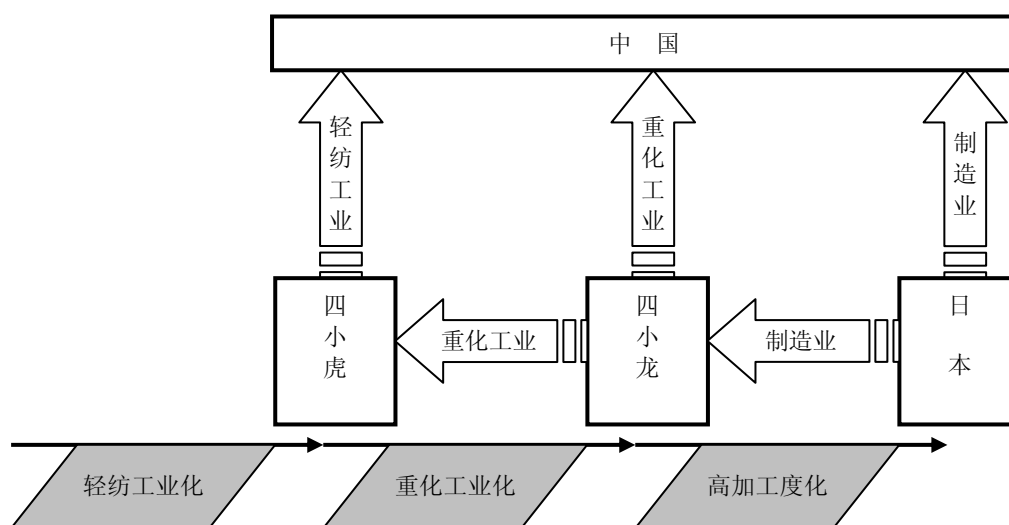 中 国
轻纺工业
重化工业
制造业
四小虎
重化工业
四小龙
制造业
日本
轻纺工业化
重化工业化
高加工度化